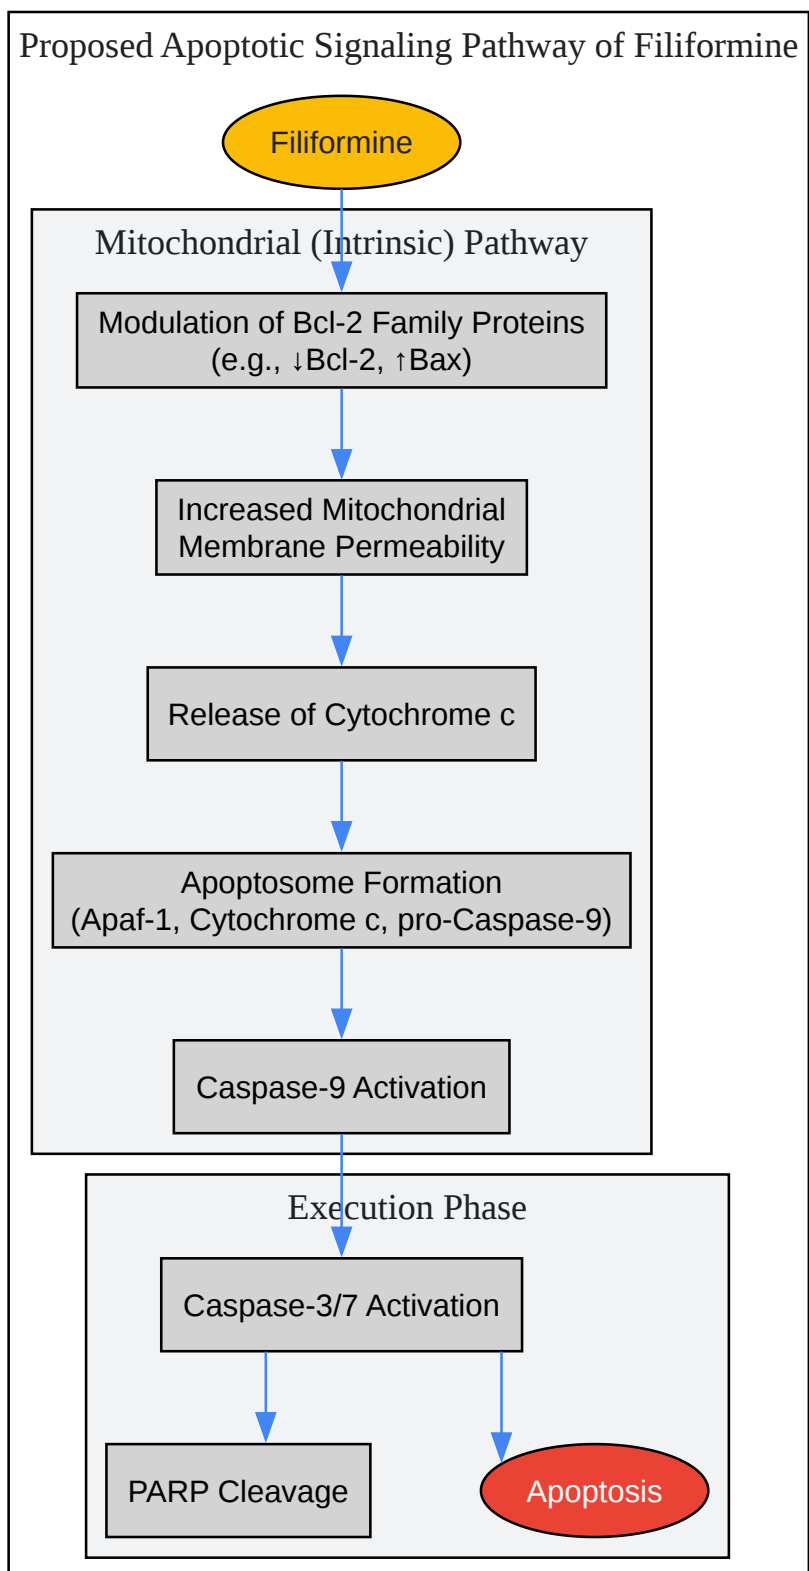 Proposed Apoptotic Signaling Pathway of Filiformine
Filiformine
Mitochondrial (Intrinsic) Pathway
Modulation of Bcl-2 Family Proteins
(e.g., ↓Bcl-2, ↑Bax)
Increased Mitochondrial
Membrane Permeability
Release of Cytochrome c
Apoptosome Formation
(Apaf-1, Cytochrome c, pro-Caspase-9)
Caspase-9 Activation
Execution Phase
Caspase-3/7 Activation
PARP Cleavage
Apoptosis